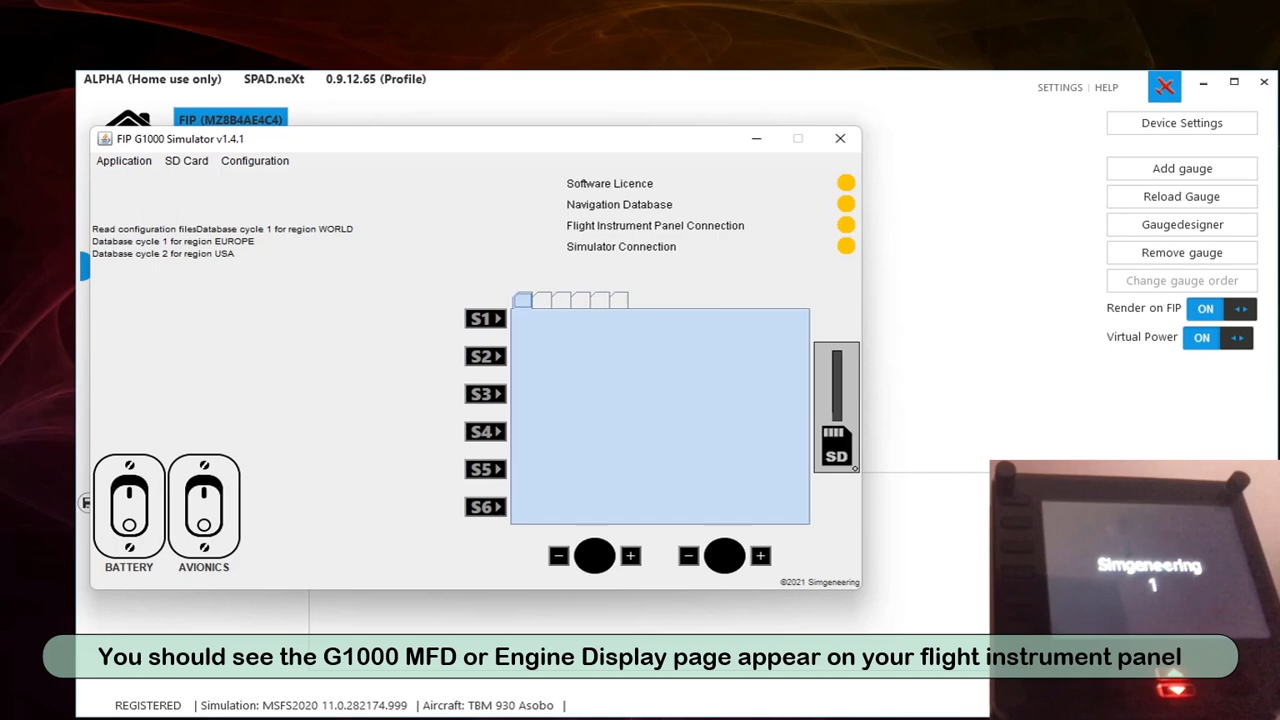 ALPHA (Home use only) SPAD.neXt 0.9.12.65 (Profile)
SETTINGS | HELP
FIP (MZ8B4AE4C4)
Device Settings
FIP G1000 Simulator v1.4.1
Application SD Card Configuration
Add gauge
Reload Gauge
Gaugedesigner
Remove gauge
Change gauge order
Render on FIP ON
Virtual Power ON
Software Licence
Navigation Database
Flight Instrument Panel Connection
Simulator Connection
Read configuration filesDatabase cycle 1 for region WORLD
Database cycle 1 for region EUROPE
Database cycle 2 for region USA
S1
S2
S3
S4
S5
S6
SD
BATTERY AVIONICS
©2021 Simgeneering
Simgeneering
1
You should see the G1000 MFD or Engine Display page appear on your flight instrument panel
REGISTERED | Simulation: MSFS2020 11.0.282174.999 | Aircraft: TBM 930 Asobo |